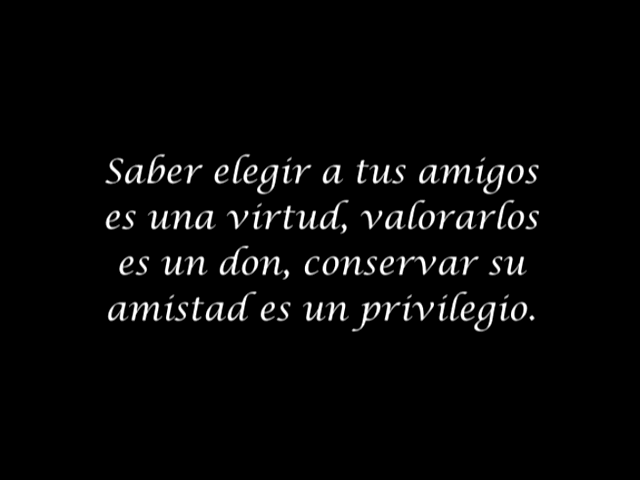 Saber elegir a tus amigos
es una virtud, valorarlos
es un don, conservar su
amistad es un privilegio.